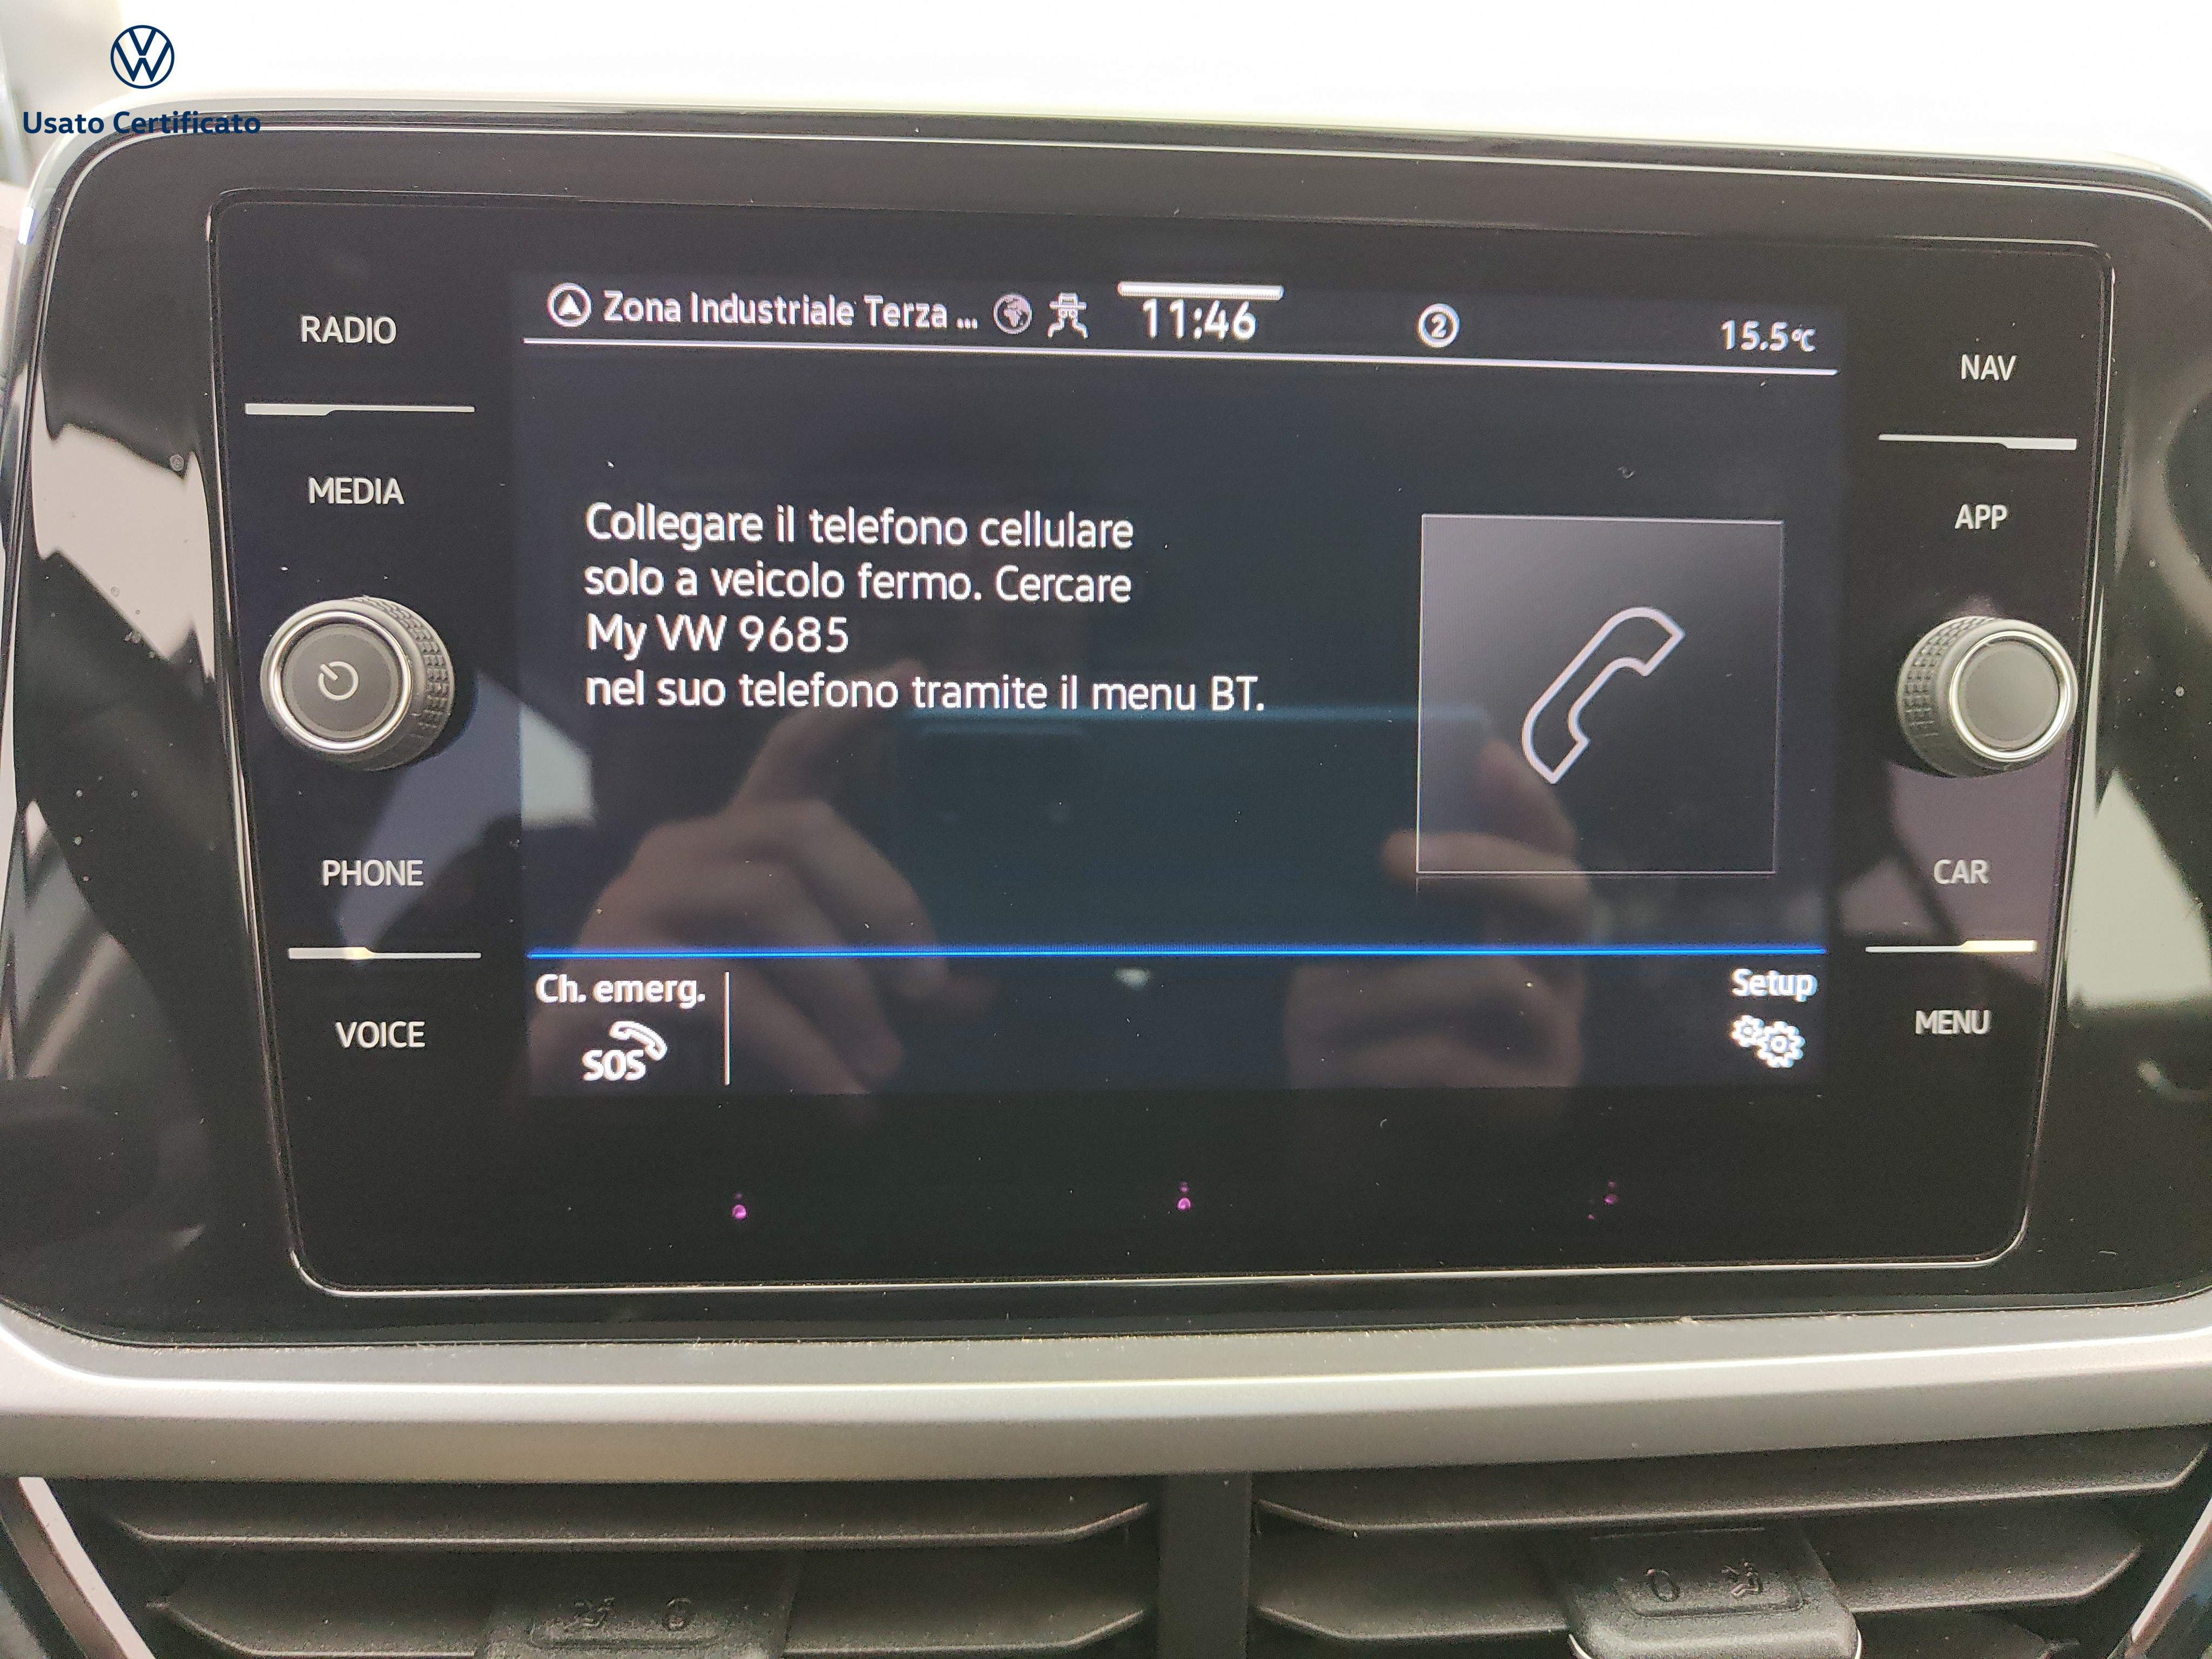 Usato Certificato
RADIO
MEDIA
PHONE
VOICE
Zona Industriale Terza ... 11:46 2 15.5°C
Collegare il telefono cellulare
solo a veicolo fermo. Cercare
My VW 9685
nel suo telefono tramite il menu BT.
Ch. emerg.
SOS
Setup
NAV
APP
CAR
MENU